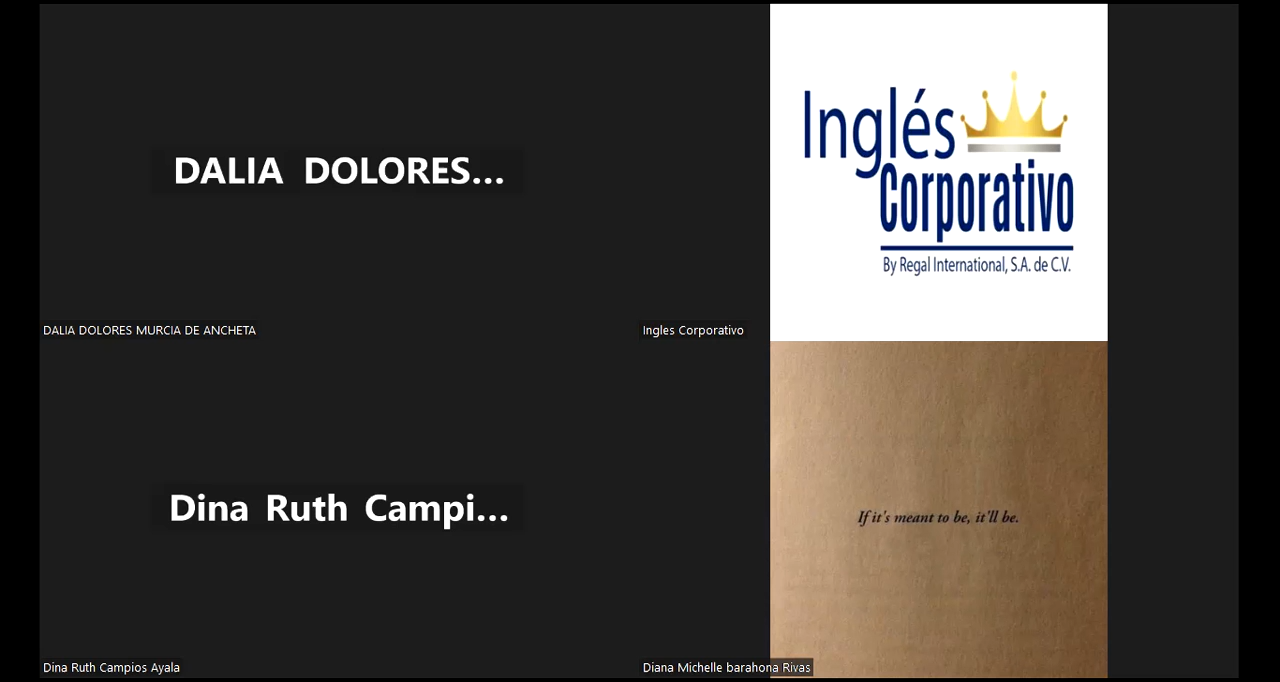 DALIA DOLORES...
DALIA DOLORES MURCIA DE ANCHETA
Inglés
Corporativo
By Regal International, S.A. de C.V.
Ingles Corporativo
Dina Ruth Campi...
Dina Ruth Campios Ayala
If it's meant to be, it'll be.
Diana Michelle barahona Rivas